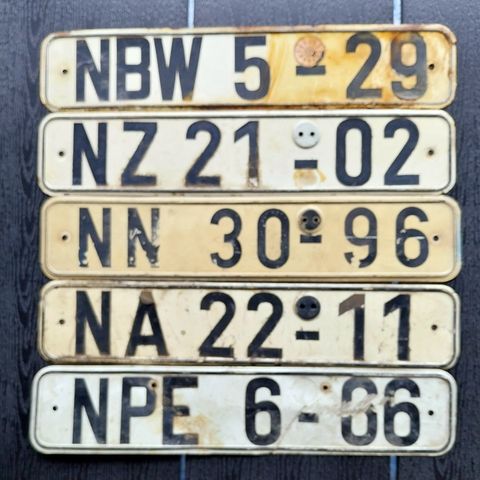 NBW 5-29
NZ 21-02
NN 30-96
NA 22-11
NPE 6-66